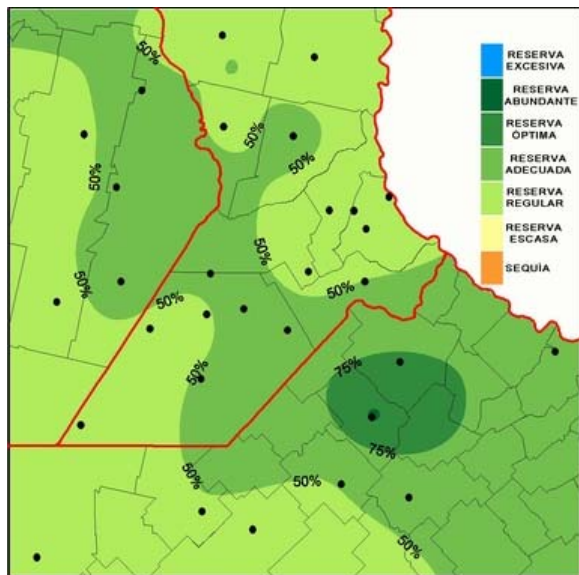 50%
50%
50%
50%
50%
50%
50%
50%
50%
75%
75%
50%
50%
50%
RESERVA
EXCESIVA
RESERVA
ABUNDANTE
RESERVA
ÓPTIMA
RESERVA
ADECUADA
RESERVA
REGULAR
RESERVA
ESCASA
SEQUÍA